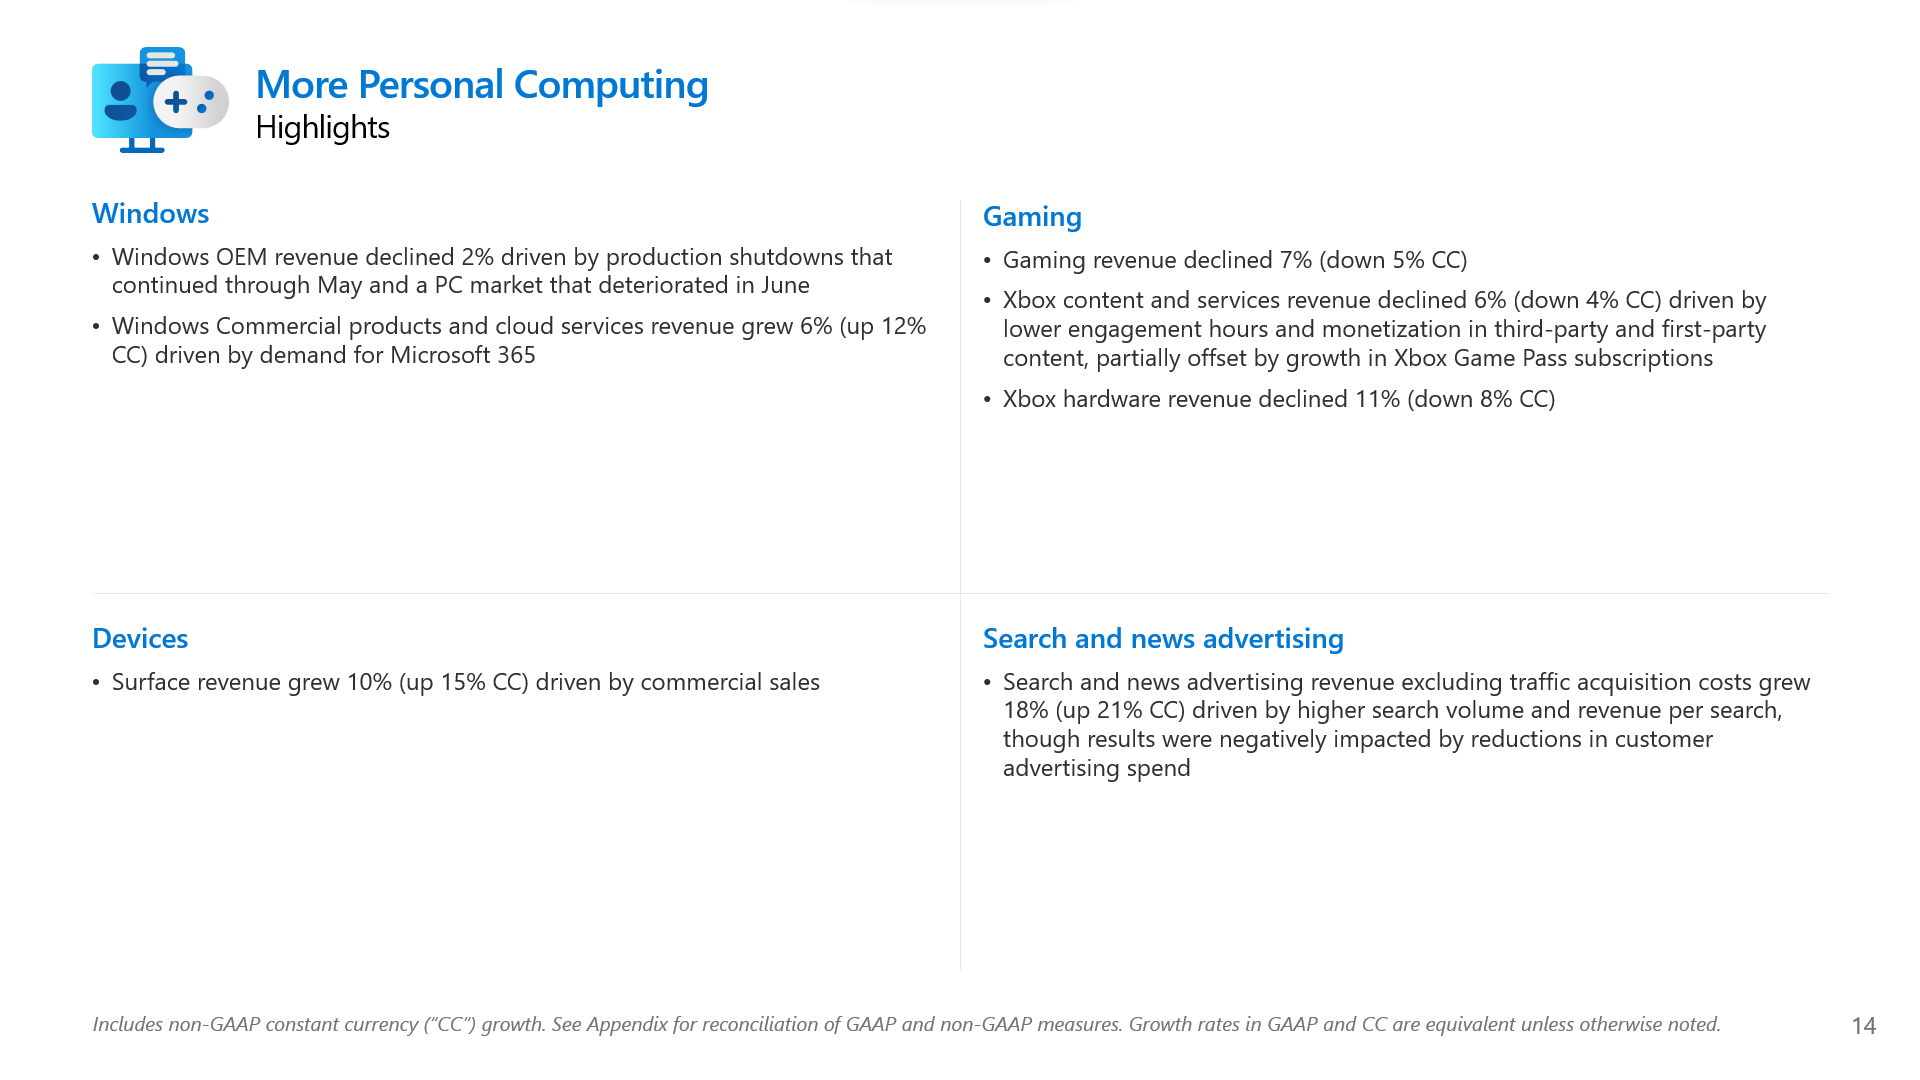 More Personal Computing
Highlights
Windows
• Windows OEM revenue declined 2% driven by production shutdowns that
continued through May and a PC market that deteriorated in June
• Windows Commercial products and cloud services revenue grew 6% (up 12%
CC) driven by demand for Microsoft 365
Gaming
• Gaming revenue declined 7% (down 5% CC)
• Xbox content and services revenue declined 6% (down 4% CC) driven by
lower engagement hours and monetization in third-party and first-party
content, partially offset by growth in Xbox Game Pass subscriptions
• Xbox hardware revenue declined 11% (down 8% CC)
Devices
• Surface revenue grew 10% (up 15% CC) driven by commercial sales
Search and news advertising
• Search and news advertising revenue excluding traffic acquisition costs grew
18% (up 21% CC) driven by higher search volume and revenue per search,
though results were negatively impacted by reductions in customer
advertising spend
Includes non-GAAP constant currency (“CC”) growth. See Appendix for reconciliation of GAAP and non-GAAP measures. Growth rates in GAAP and CC are equivalent unless otherwise noted.
14